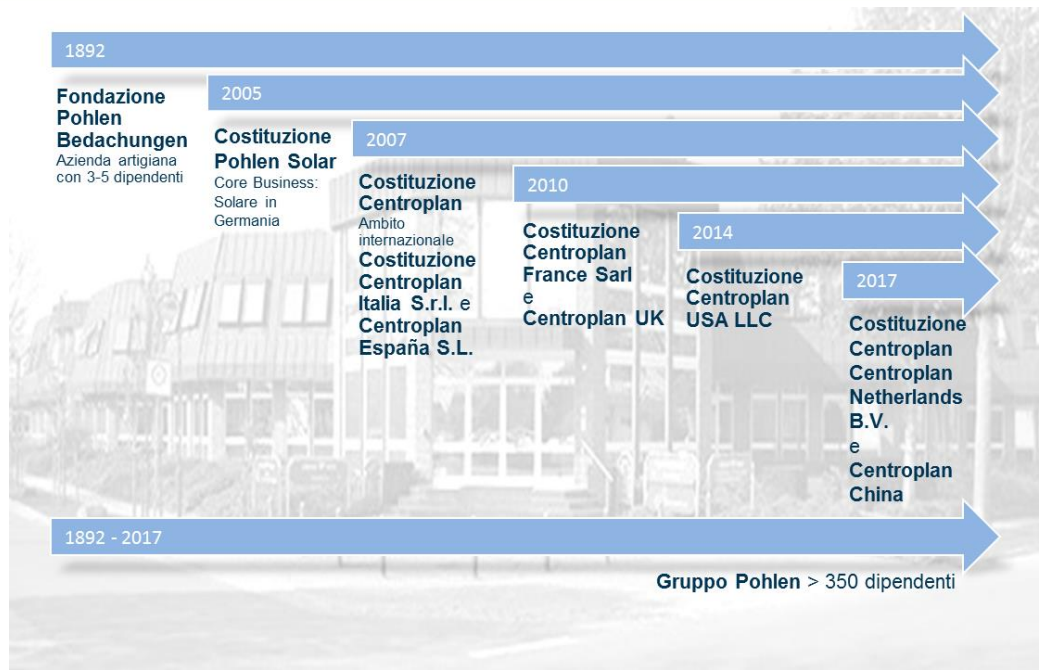 1892
Fondazione
Pohlen
Bedachungen
Azienda artigiana
con 3-5 dipendenti
2005
Costituzione
Pohlen Solar
Core Business:
Solare in
Germania
2007
Costituzione
Centroplan
Ambito
internazionale
Costituzione
Centroplan
Italia S.r.l. e
Centroplan
España S.L.
2010
Costituzione
Centroplan
France Sarl
e
Centroplan UK
2014
Costituzione
Centroplan
USA LLC
2017
Costituzione
Centroplan
Centroplan
Netherlands
B.V.
e
Centroplan
China
1892 - 2017
Gruppo Pohlen > 350 dipendenti